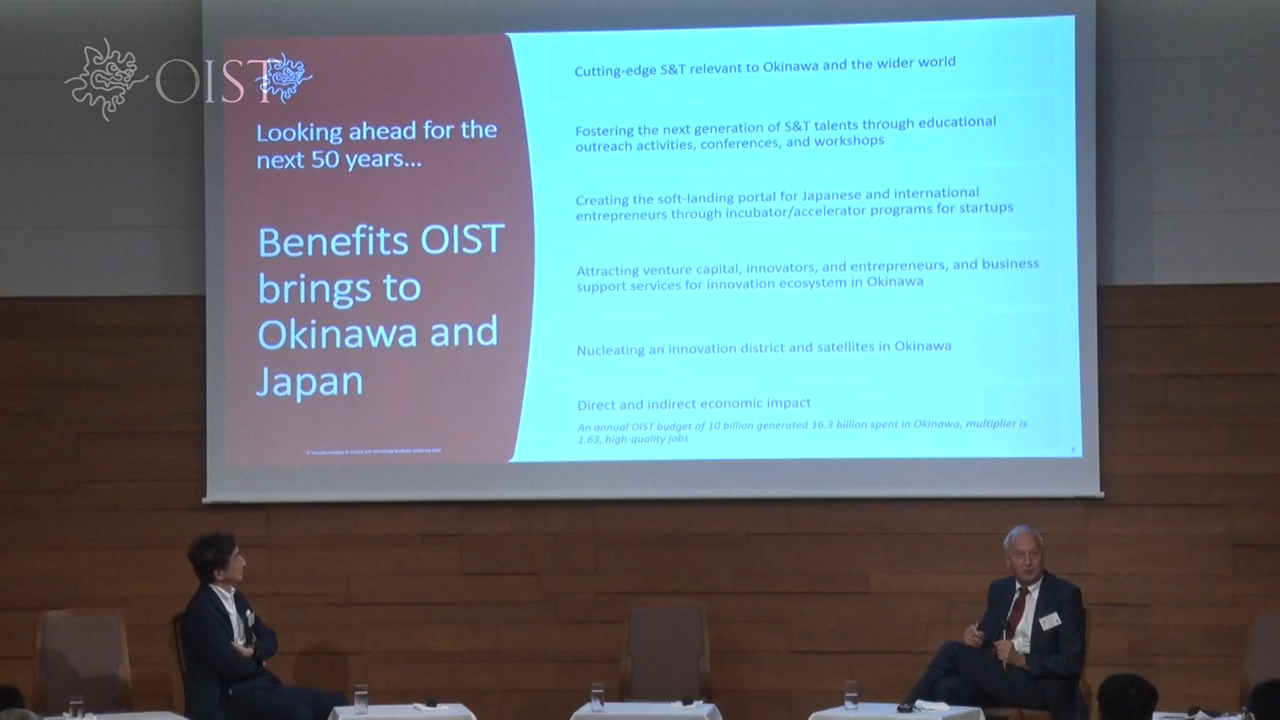 OIST
Looking ahead for the
next 50 years...
Benefits OIST
brings to
Okinawa and
Japan
Cutting-edge S&T relevant to Okinawa and the wider world
Fostering the next generation of S&T talents through educational
outreach activities, conferences, and workshops
Creating the soft-landing portal for Japanese and international
entrepreneurs through incubator/accelerator programs for startups
Attracting venture capital, innovators, and entrepreneurs, and business
support services for innovation ecosystem in Okinawa
Nucleating an innovation district and satellites in Okinawa
Direct and indirect economic impact
An annual OIST budget of 10 billion generated 16.3 billion spent in Okinawa, multiplier is
1.63, high-quality jobs